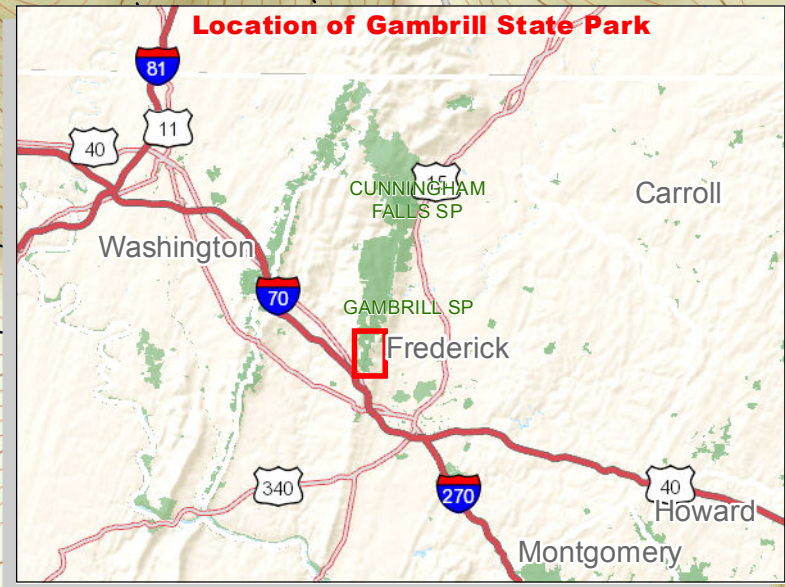 Location of Gambrill State Park
81
11
40
15
CUNNINGHAM
FALLS SP
Carroll
Washington
70
GAMBRILL SP
Frederick
340
270
40
Howard
Montgomery